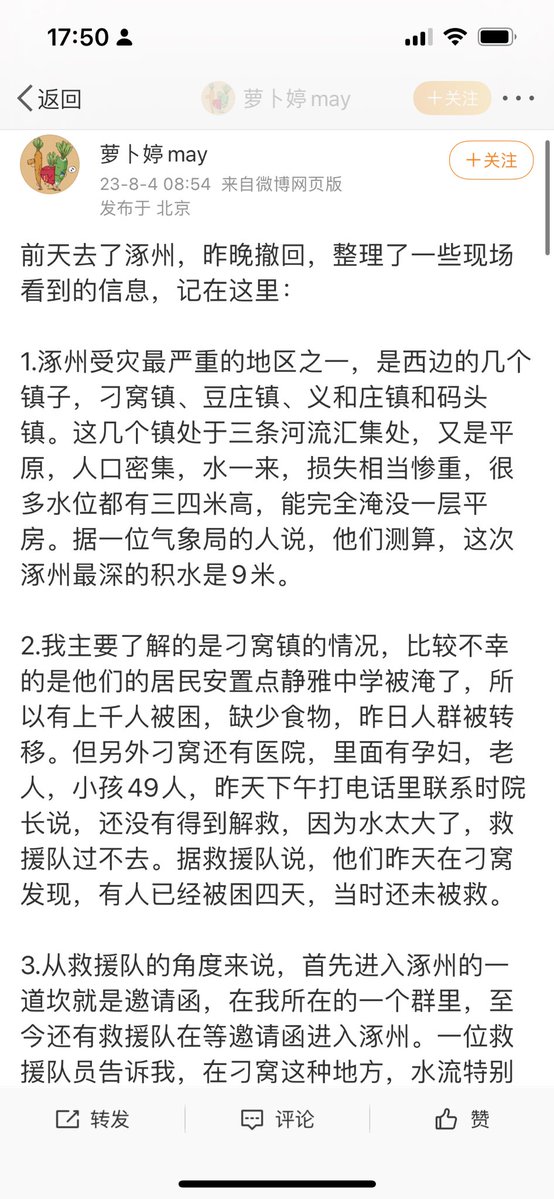 17:50
返回
萝卜婷may
+关注
萝卜婷may
23-8-4 08:54 来自微博网页版
发布于 北京
+关注
前天去了涿州，昨晚撤回，整理了一些现场
看到的信息，记在这里：
1.涿州受灾最严重的地区之一，是西边的几个
镇子，刁窝镇、豆庄镇、义和庄镇和码头
镇。这几个镇处于三条河流汇集处，又是平
原，人口密集，水一来，损失相当惨重，很
多水位都有三四米高，能完全淹没一层平
房。据一位气象局的人说，他们测算，这次
涿州最深的积水是9米。
2.我主要了解的是刁窝镇的情况，比较不幸
的是他们的居民安置点静雅中学被淹了，所
以有上千人被困，缺少食物，昨日人群被转
移。但另外刁窝还有医院，里面有孕妇，老
人，小孩49人，昨天下午打电话里联系时院
长说，还没有得到解救，因为水太大了，救
援队过不去。据救援队说，他们昨天在刁窝
发现，有人已经被困四天，当时还未被救。
3.从救援队的角度来说，首先进入涿州的一
道坎就是邀请函，在我所在的一个群里，至
今还有救援队在等邀请函进入涿州。一位救
援队员告诉我，在刁窝这种地方，水流特别
转发
评论
赞